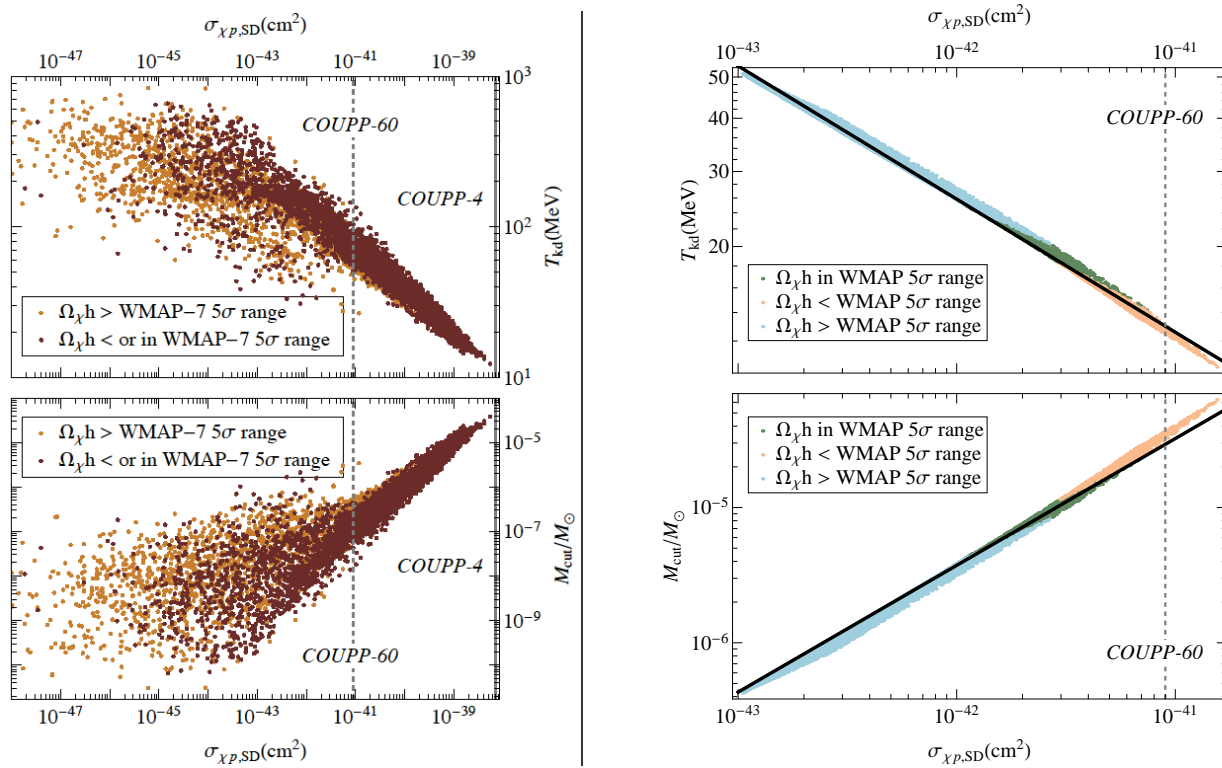 σχp,SD(cm²)
10⁻⁴⁷ 10⁻⁴⁵ 10⁻⁴³ 10⁻⁴¹ 10⁻³⁹
10³
COUPP-60
COUPP-4
10²
Tkd(MeV)
Ωχh > WMAP−7 5σ range
Ωχh < or in WMAP−7 5σ range
10¹
Ωχh > WMAP−7 5σ range
Ωχh < or in WMAP−7 5σ range
10⁻⁵
10⁻⁷
Mcut/M⊙
COUPP-4
10⁻⁹
COUPP-60
10⁻⁴⁷ 10⁻⁴⁵ 10⁻⁴³ 10⁻⁴¹ 10⁻³⁹
σχp,SD(cm²)
σχp,SD(cm²)
10⁻⁴³ 10⁻⁴² 10⁻⁴¹
50
40
COUPP-60
30
Tkd(MeV)
20
Ωχh in WMAP 5σ range
Ωχh < WMAP 5σ range
Ωχh > WMAP 5σ range
Ωχh in WMAP 5σ range
Ωχh < WMAP 5σ range
Ωχh > WMAP 5σ range
10⁻⁵
Mcut/M⊙
10⁻⁶
COUPP-60
10⁻⁴³ 10⁻⁴² 10⁻⁴¹
σχp,SD(cm²)